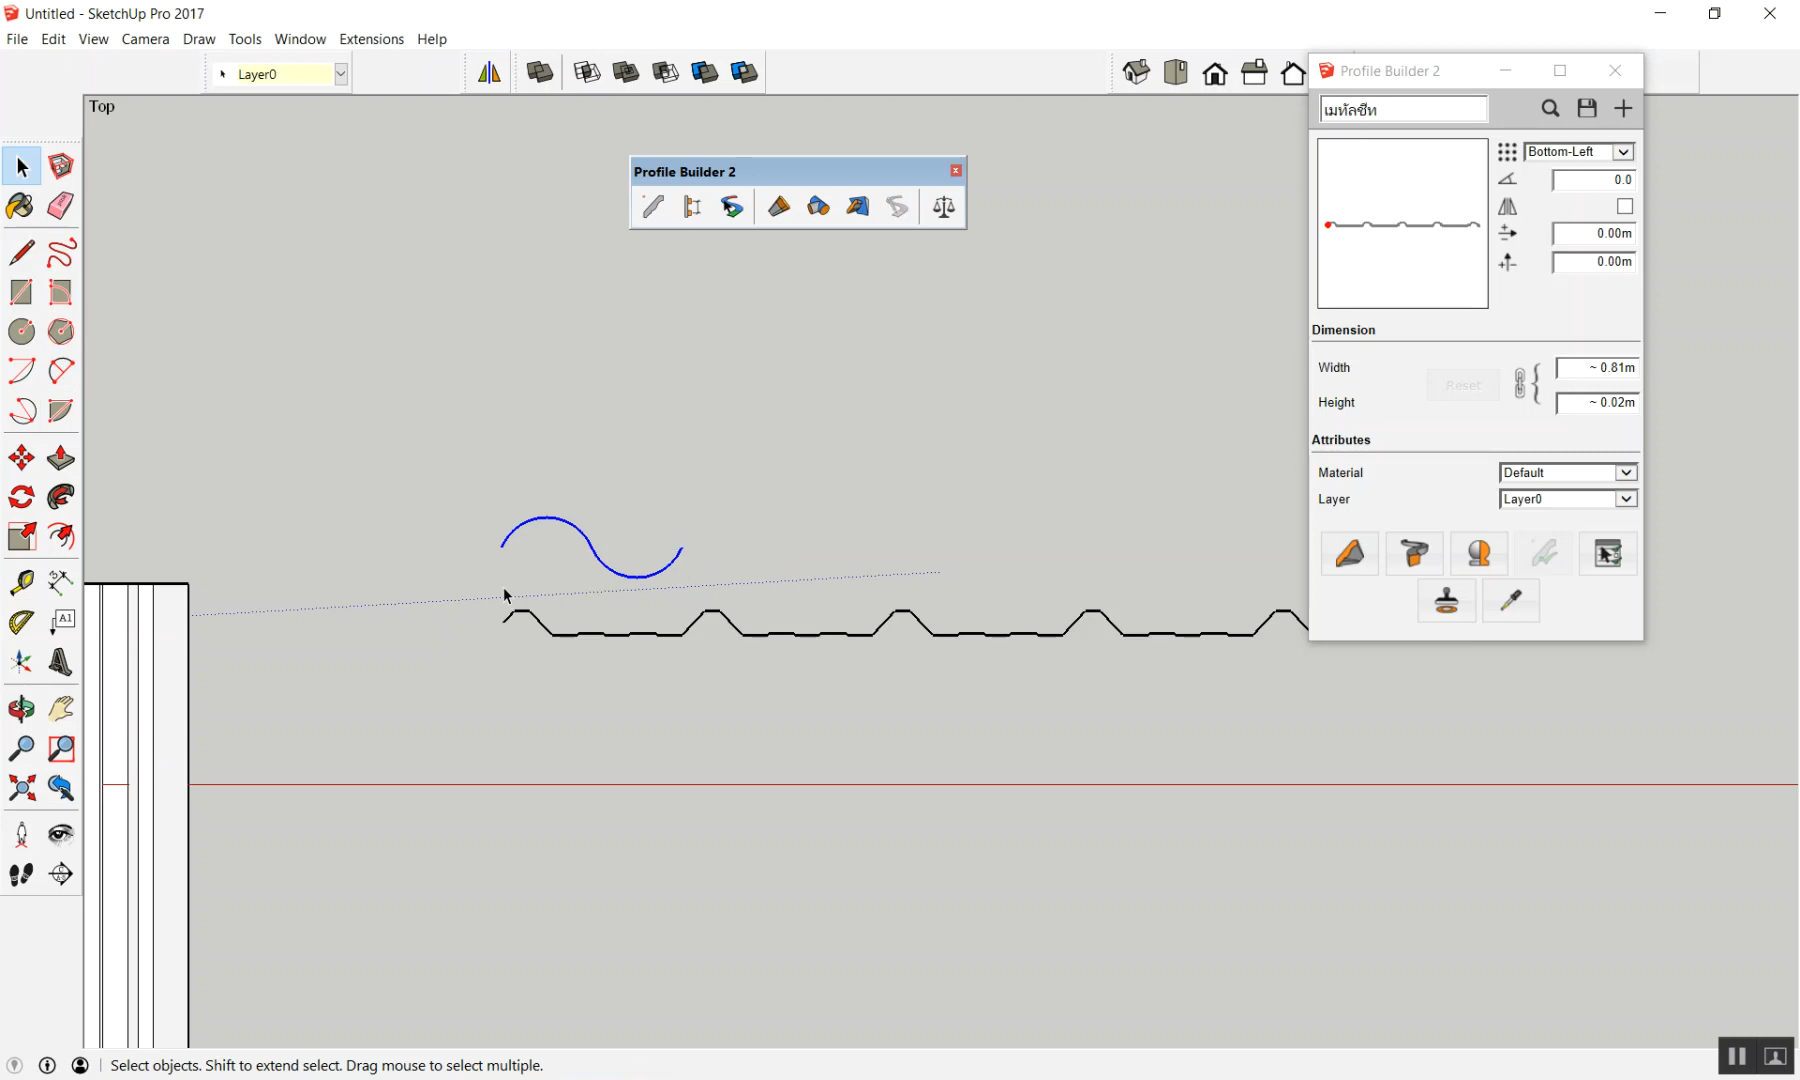 Untitled - SketchUp Pro 2017
File Edit View Camera Draw Tools Window Extensions Help
Layer0
Top
Profile Builder 2
Profile Builder 2
เมทัลชีท
Bottom-Left
0.0
0.00m
0.00m
Dimension
Width
~ 0.81m
Reset
Height
~ 0.02m
Attributes
Material
Default
Layer
Layer0
A1
Select objects. Shift to extend select. Drag mouse to select multiple.